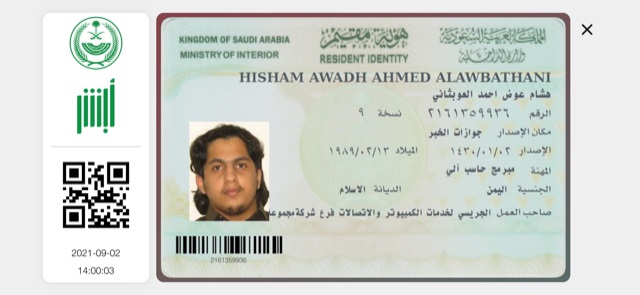 أبشر
2021-09-02
14:00:03
KINGDOM OF SAUDI ARABIA
MINISTRY OF INTERIOR
هوية مقيم
RESIDENT IDENTITY
المملكة العربية السعودية
وزارة الداخلية
HISHAM AWADH AHMED ALAWBATHANI
هشام عوض احمد العوبثاني
الرقم ٢١٦١٣٥٩٩٣٦ نسخة ٩
مكان الإصدار جوازات الخبر
الإصدار ١٤٣٠/٠١/٠٢ الميلاد ١٩٨٩/٠٢/١٣
المهنة مبرمج حاسب آلي
الجنسية اليمن الديانة الاسلام
صاحب العمل الجريسي لخدمات الكمبيوتر والاتصالات فرع شركةمجموعا
2161359936